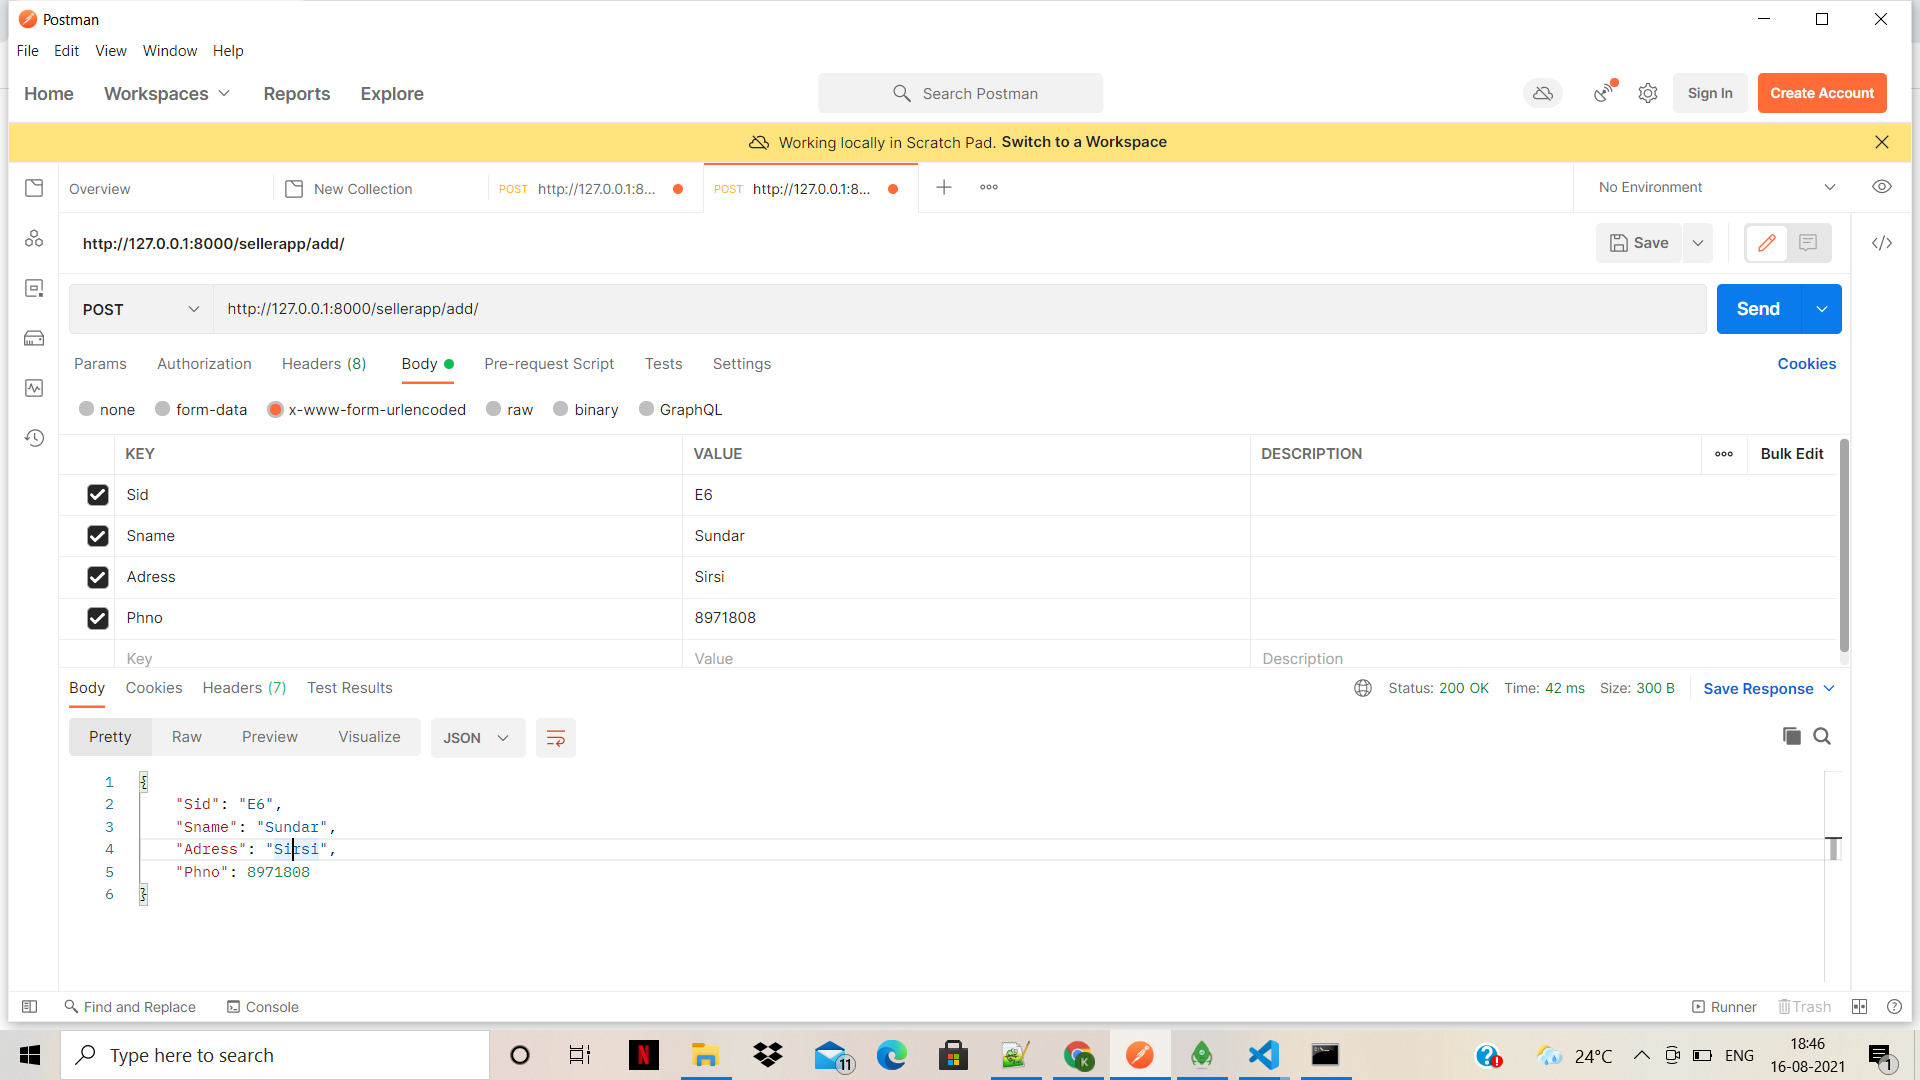 Postman
File Edit View Window Help
Home Workspaces Reports Explore Search Postman Sign In Create Account
Working locally in Scratch Pad. Switch to a Workspace
Overview New Collection POST http://127.0.0.1:8... POST http://127.0.0.1:8... No Environment
http://127.0.0.1:8000/sellerapp/add/ Save
POST http://127.0.0.1:8000/sellerapp/add/ Send
Params Authorization Headers (8) Body Pre-request Script Tests Settings Cookies
none form-data x-www-form-urlencoded raw binary GraphQL
KEY VALUE DESCRIPTION Bulk Edit
Sid E6
Sname Sundar
Adress Sirsi
Phno 8971808
Key Value Description
Body Cookies Headers (7) Test Results Status: 200 OK Time: 42 ms Size: 300 B Save Response
Pretty Raw Preview Visualize JSON
1 {
2 "Sid": "E6",
3 "Sname": "Sundar",
4 "Adress": "Sirsi",
5 "Phno": 8971808
6 }
Find and Replace Console Runner Trash
Type here to search 11 K 24°C ENG 18:46
16-08-2021 1